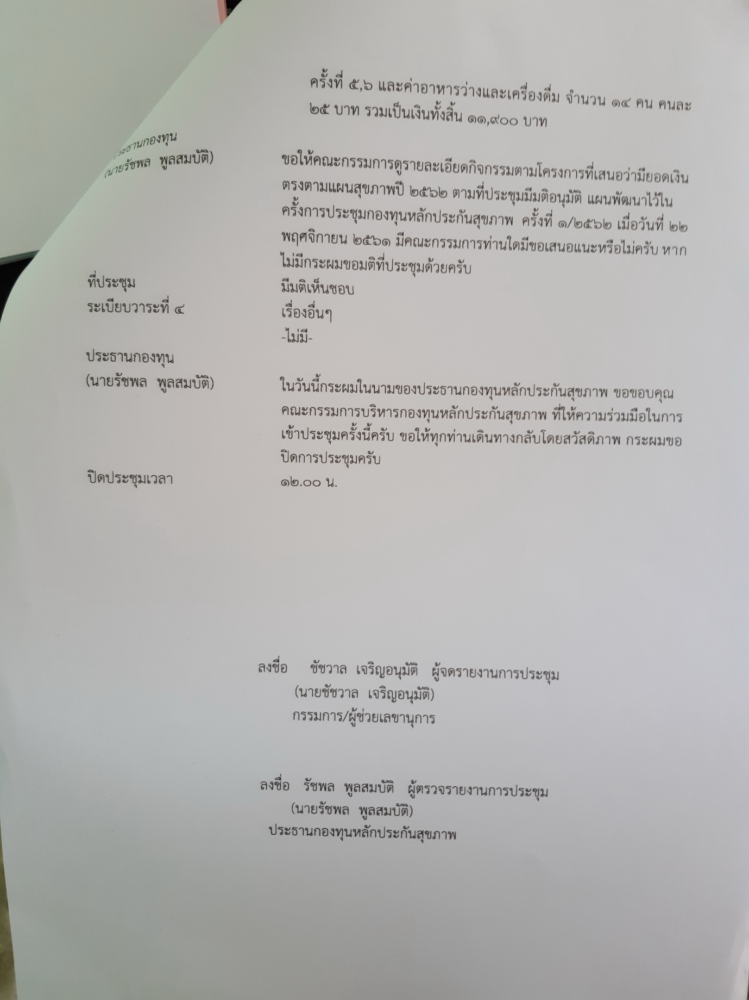 ครั้งที่ ๕,๖ และค่าอาหารว่างและเครื่องดื่ม จำนวน ๑๔ คน คนละ
๒๕ บาท รวมเป็นเงินทั้งสิ้น ๑๑,๙๐๐ บาท
ประธานกองทุน
(นายรัชพล พูลสมบัติ) ขอให้คณะกรรมการดูรายละเอียดกิจกรรมตามโครงการที่เสนอว่ามียอดเงิน
ตรงตามแผนสุขภาพปี ๒๕๖๒ ตามที่ประชุมมีมติอนุมัติ แผนพัฒนาไว้ใน
ครั้งการประชุมกองทุนหลักประกันสุขภาพ ครั้งที่ ๑/๒๕๖๒ เมื่อวันที่ ๒๒
พฤศจิกายน ๒๕๖๑ มีคณะกรรมการท่านใดมีขอเสนอแนะหรือไม่ครับ หาก
ไม่มีกระผมขอมติที่ประชุมด้วยครับ
ที่ประชุม มีมติเห็นชอบ
ระเบียบวาระที่ ๔ เรื่องอื่นๆ
-ไม่มี-
ประธานกองทุน
(นายรัชพล พูลสมบัติ) ในวันนี้กระผมในนามของประธานกองทุนหลักประกันสุขภาพ ขอขอบคุณ
คณะกรรมการบริหารกองทุนหลักประกันสุขภาพ ที่ให้ความร่วมมือในการ
เข้าประชุมครั้งนี้ครับ ขอให้ทุกท่านเดินทางกลับโดยสวัสดิภาพ กระผมขอ
ปิดการประชุมครับ
ปิดประชุมเวลา ๑๒.๐๐ น.
ลงชื่อ ชัชวาล เจริญอนุมัติ ผู้จดรายงานการประชุม
(นายชัชวาล เจริญอนุมัติ)
กรรมการ/ผู้ช่วยเลขานุการ
ลงชื่อ รัชพล พูลสมบัติ ผู้ตรวจรายงานการประชุม
(นายรัชพล พูลสมบัติ)
ประธานกองทุนหลักประกันสุขภาพ